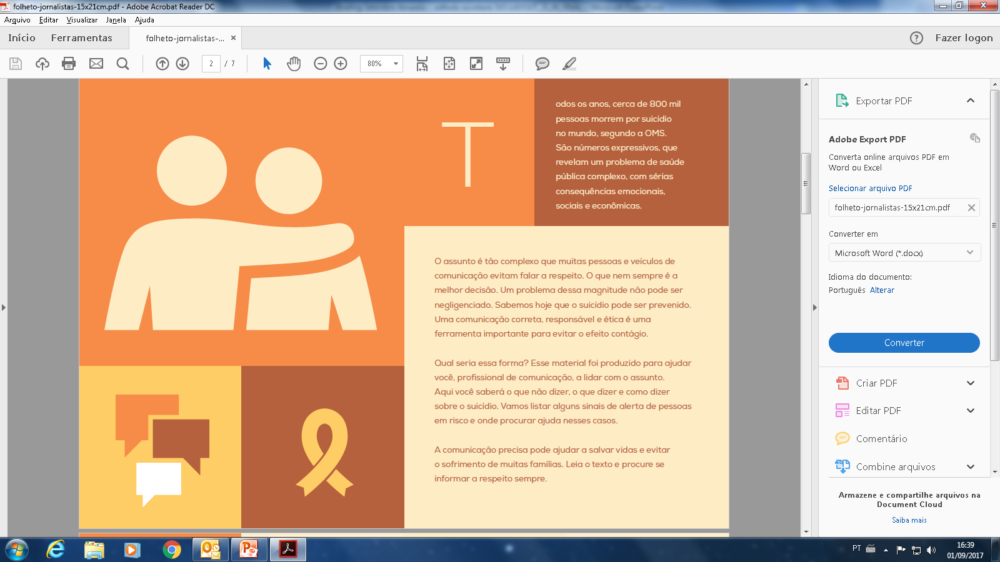 folheto-jornalistas-15x21cm.pdf - Adobe Acrobat Reader DC
Arquivo Editar Visualizar Janela Ajuda
Início Ferramentas folheto-jornalistas-... × Fazer logon
2 / 7 80%
T
odos os anos, cerca de 800 mil
pessoas morrem por suicídio
no mundo, segundo a OMS.
São números expressivos, que
revelam um problema de saúde
pública complexo, com sérias
consequências emocionais,
sociais e econômicas.
O assunto é tão complexo que muitas pessoas e veículos de
comunicação evitam falar a respeito. O que nem sempre é a
melhor decisão. Um problema dessa magnitude não pode ser
negligenciado. Sabemos hoje que o suicídio pode ser prevenido.
Uma comunicação correta, responsável e ética é uma
ferramenta importante para evitar o efeito contágio.
Qual seria essa forma? Esse material foi produzido para ajudar
você, profissional de comunicação, a lidar com o assunto.
Aqui você saberá o que não dizer, o que dizer e como dizer
sobre o suicídio. Vamos listar alguns sinais de alerta de pessoas
em risco e onde procurar ajuda nesses casos.
A comunicação precisa pode ajudar a salvar vidas e evitar
o sofrimento de muitas famílias. Leia o texto e procure se
informar a respeito sempre.
Exportar PDF
Adobe Export PDF
Converta online arquivos PDF em
Word ou Excel
Selecionar arquivo PDF
folheto-jornalistas-15x21cm.pdf
Converter em
Microsoft Word (*.docx)
Idioma do documento:
Português Alterar
Converter
Criar PDF
Editar PDF
Comentário
Combine arquivos
Armazene e compartilhe arquivos na
Document Cloud
Saiba mais
PT
16:39
01/09/2017